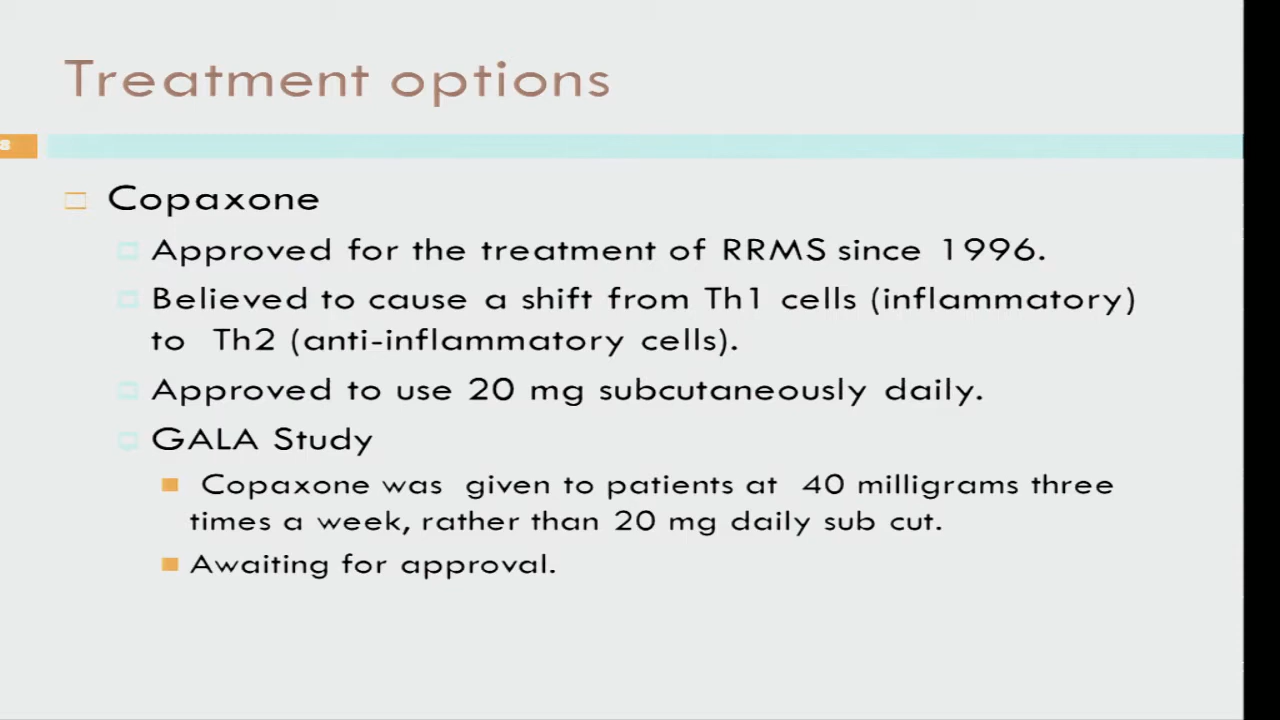 Treatment options
8
Copaxone
Approved for the treatment of RRMS since 1996.
Believed to cause a shift from Th1 cells (inflammatory)
to Th2 (anti-inflammatory cells).
Approved to use 20 mg subcutaneously daily.
GALA Study
Copaxone was given to patients at 40 milligrams three
times a week, rather than 20 mg daily sub cut.
Awaiting for approval.